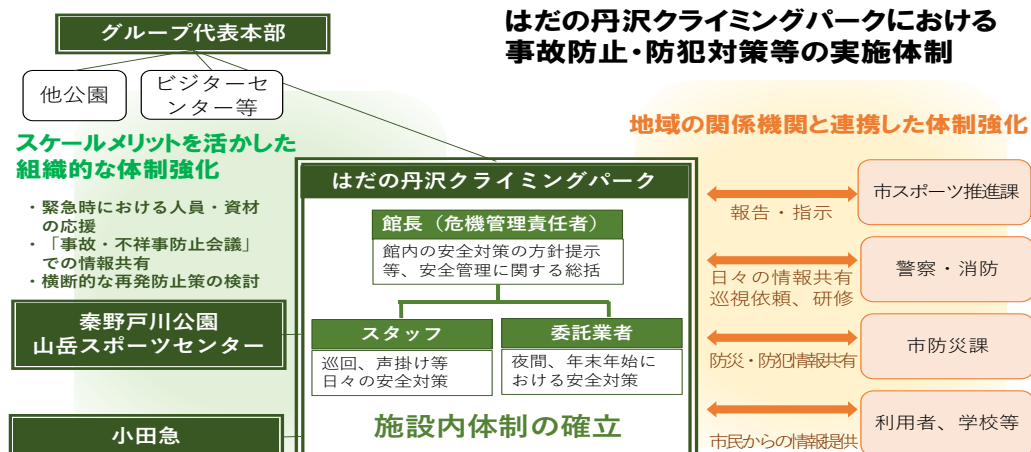 はだの丹沢クライミングパークにおける
事故防止・防犯対策等の実施体制
グループ代表本部
他公園
ビジターセ
ンター等
スケールメリットを活かした
組織的な体制強化
・緊急時における人員・資材
の応援
・「事故・不祥事防止会議」
での情報共有
・横断的な再発防止策の検討
秦野戸川公園
山岳スポーツセンター
小田急
はだの丹沢クライミングパーク
館長（危機管理責任者）
館内の安全対策の方針提示
等、安全管理に関する総括
スタッフ
巡回、声掛け等
日々の安全対策
委託業者
夜間、年末年始に
おける安全対策
施設内体制の確立
地域の関係機関と連携した体制強化
報告・指示
市スポーツ推進課
日々の情報共有
巡視依頼、研修
警察・消防
防災・防犯情報共有
市防災課
市民からの情報提供
利用者、学校等